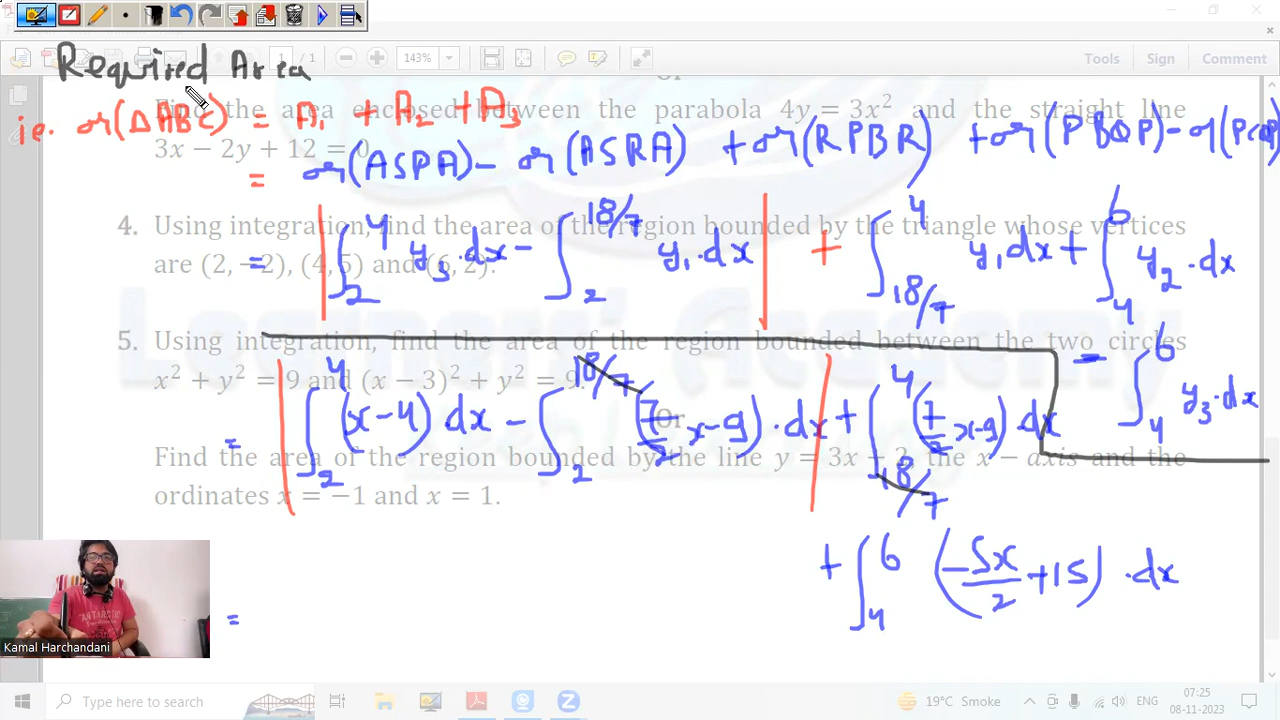 143%
1 / 1
Tools Sign Comment
Required Area
Or
Find the area enclosed between the parabola 4y = 3x² and the straight line
i.e. ar(ΔABC) = A₁ + A₂ + A₃
3x − 2y + 12 = 0
= ar(ASPA) - ar(ASRA) + ar(RPBR) + ar(PBQP) - ar(PCQP)
4. Using integration, find the area of the region bounded by the triangle whose vertices
are (2, −2), (4, 5) and (6, 2).
= | ∫₂⁴ y₃·dx - ∫₂^18/7 y₁·dx | + ∫_18/7^4 y₁dx + ∫₄⁶ y₂·dx
5. Using integration, find the area of the region bounded between the two circles
x² + y² = 9 and (x − 3)² + y² = 9.
- ∫₄⁶ y₃·dx
= | ∫₂⁴ (x-4) dx - ∫₂^18/7 (7/2 x-9)·dx | + ∫_18/7^4 (7/2 x-9)·dx
Or
Find the area of the region bounded by the line y = 3x − 2, the x − axis and the
ordinates x = −1 and x = 1.
+ ∫₄⁶ (-5x/2 +15)·dx
=
Kamal Harchandani
Type here to search
19°C Smoke
ENG
07:25
08-11-2023